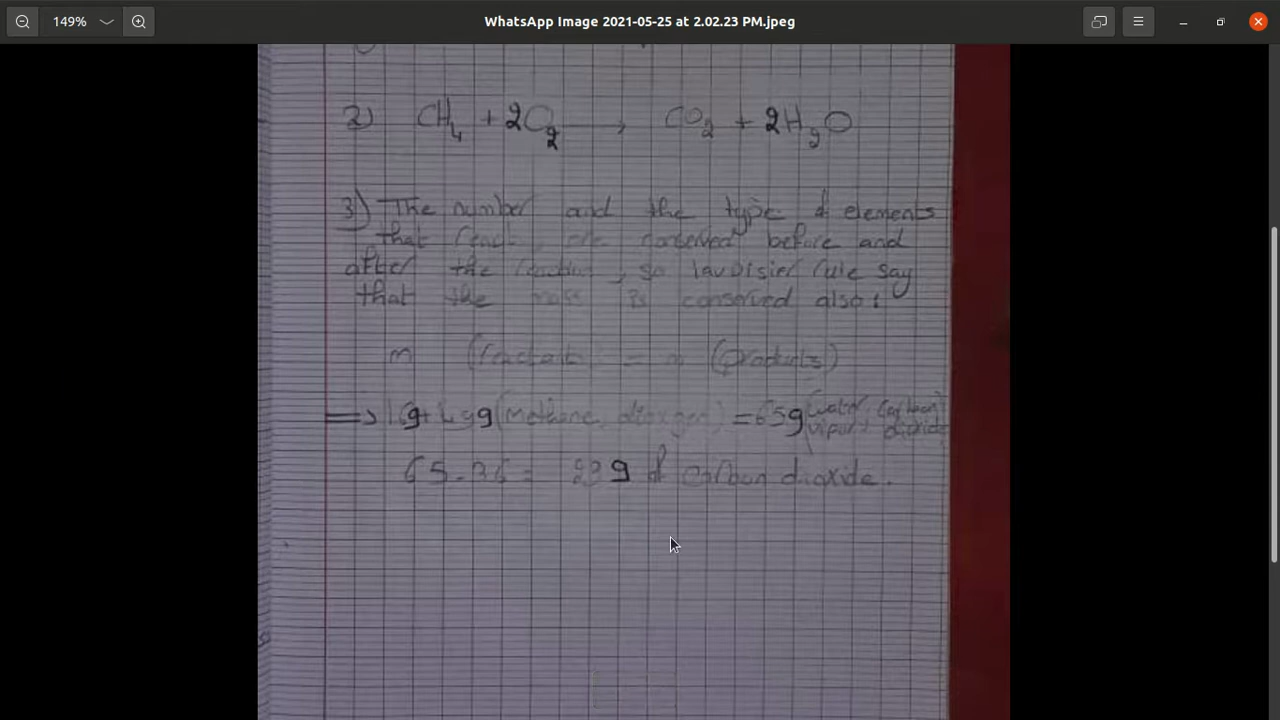 149%
WhatsApp Image 2021-05-25 at 2.02.23 PM.jpeg
2) CH4 + 2O2 → CO2 + 2H2O
3) The number and the type of elements
that react are conserved before and
after the reaction, so lavoisier rule say
that the mass is conserved also:
m (reactants) = m (products)
=> 16g + 49g (methane, dioxgen) = 65g (water vapor, carbon dioxide
65 - 36 = 29g of carbon dioxide.